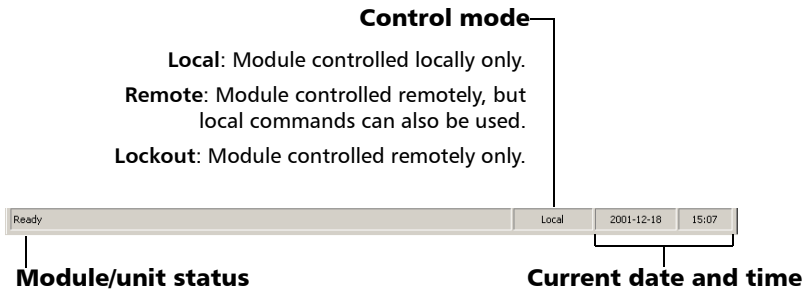 Control mode
Local: Module controlled locally only.
Remote: Module controlled remotely, but
local commands can also be used.
Lockout: Module controlled remotely only.
Ready Local 2001-12-18 15:07
Module/unit status Current date and time